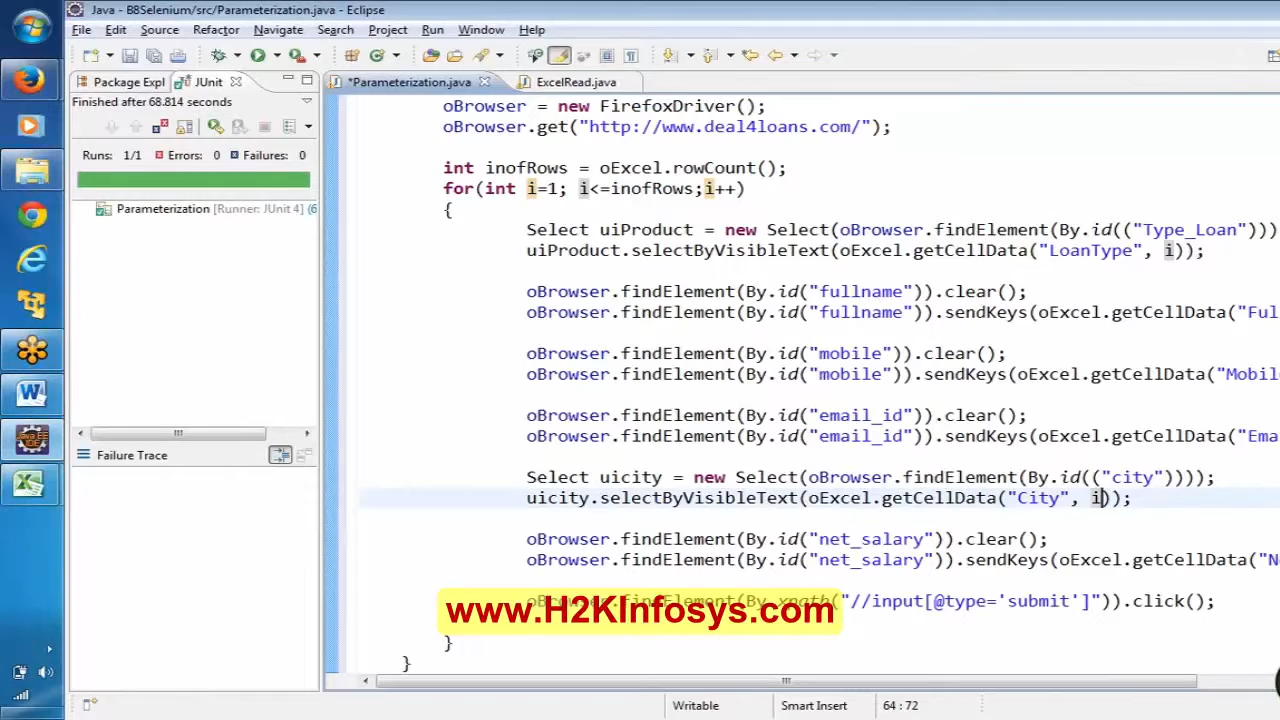 Java - B8Selenium/src/Parameterization.java - Eclipse
File Edit Source Refactor Navigate Search Project Run Window Help
Package Expl JUnit
*Parameterization.java ExcelRead.java
Finished after 68.814 seconds
Runs: 1/1 Errors: 0 Failures: 0
Parameterization [Runner: JUnit 4] (6
Failure Trace
oBrowser = new FirefoxDriver();
oBrowser.get("http://www.deal4loans.com/");
int inofRows = oExcel.rowCount();
for(int i=1; i<=inofRows;i++)
{
Select uiProduct = new Select(oBrowser.findElement(By.id(("Type_Loan")))
uiProduct.selectByVisibleText(oExcel.getCellData("LoanType", i));
oBrowser.findElement(By.id("fullname")).clear();
oBrowser.findElement(By.id("fullname")).sendKeys(oExcel.getCellData("Ful
oBrowser.findElement(By.id("mobile")).clear();
oBrowser.findElement(By.id("mobile")).sendKeys(oExcel.getCellData("Mobil
oBrowser.findElement(By.id("email_id")).clear();
oBrowser.findElement(By.id("email_id")).sendKeys(oExcel.getCellData("Ema
Select uicity = new Select(oBrowser.findElement(By.id(("city"))));
uicity.selectByVisibleText(oExcel.getCellData("City", i));
oBrowser.findElement(By.id("net_salary")).clear();
oBrowser.findElement(By.id("net_salary")).sendKeys(oExcel.getCellData("Ne
oBrowser.findElement(By.xpath("//input[@type='submit']")).click();
www.H2KInfosys.com
}
}
Writable Smart Insert 64 : 72